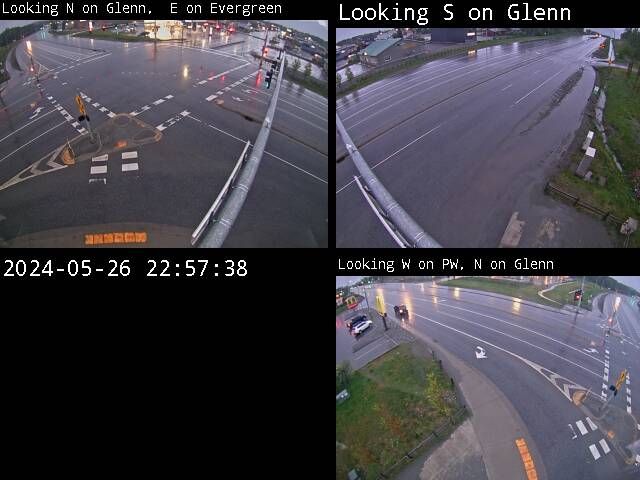 Looking N on Glenn,  E on Evergreen
Looking S on Glenn
2024-05-26 22:57:38
Looking W on PW, N on Glenn